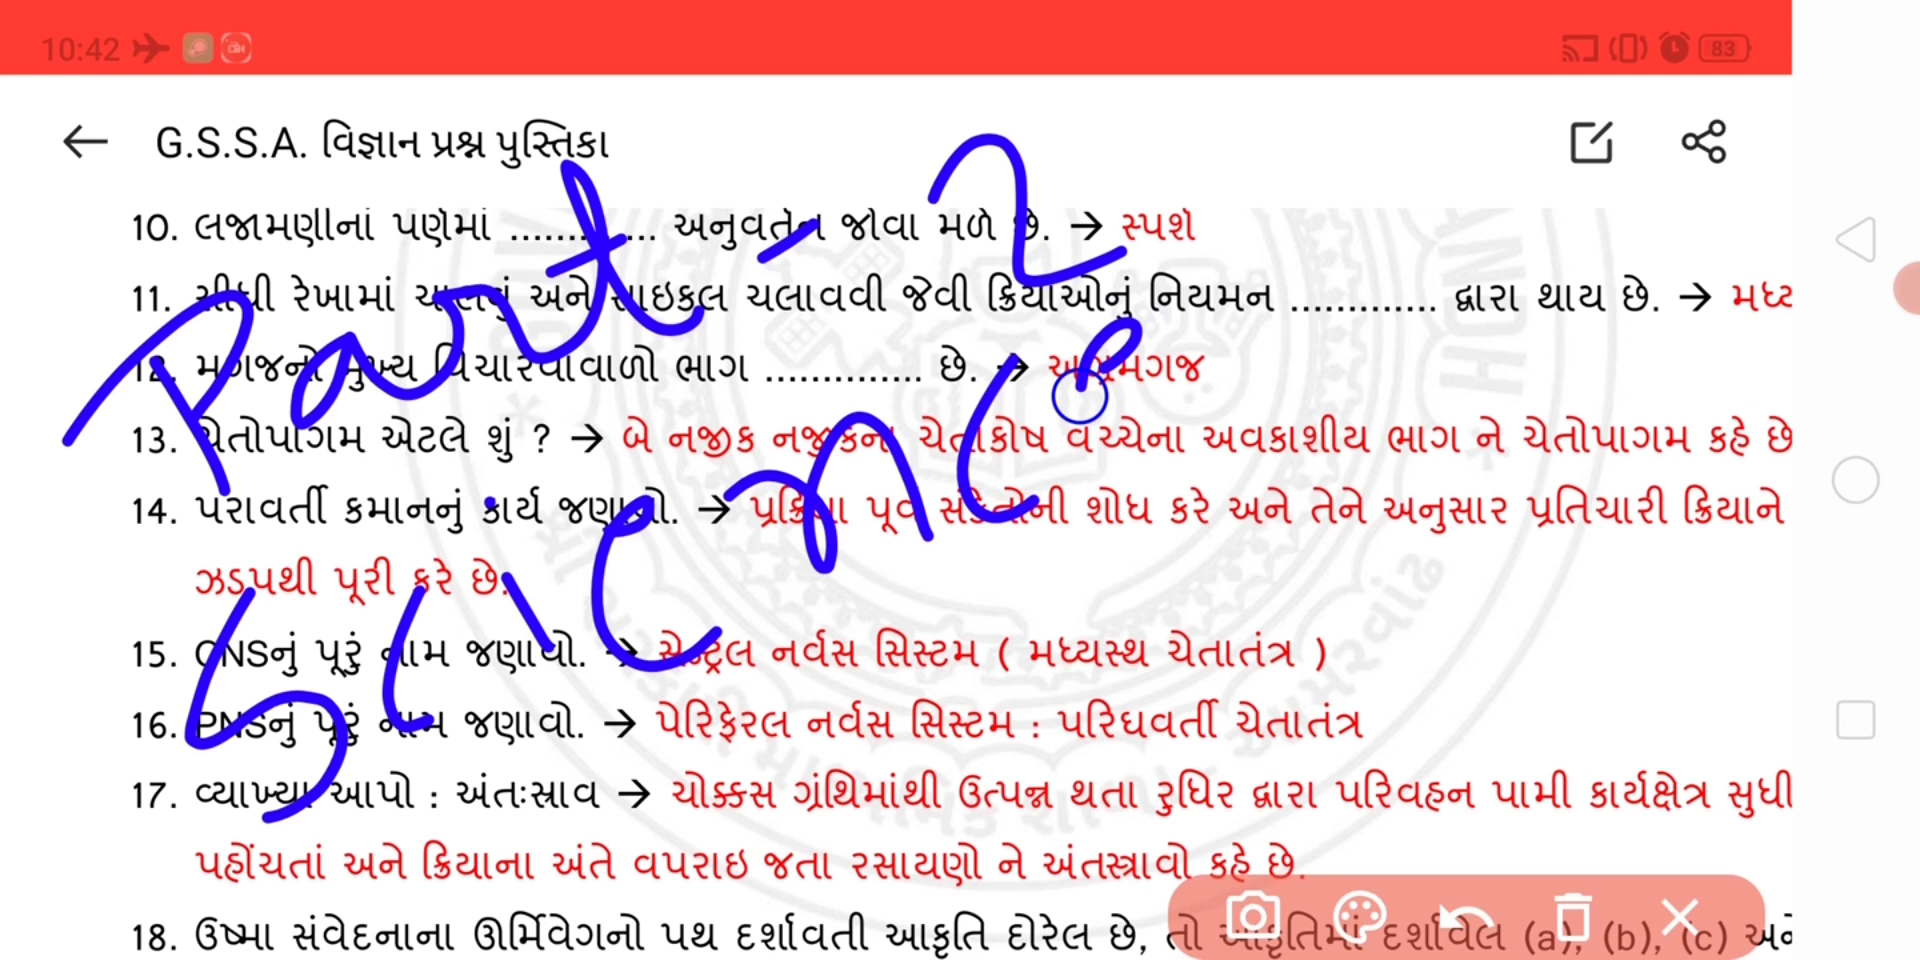 10:42
83
G.S.S.A. વિજ્ઞાન પ્રશ્ન પુસ્તિકા
Part - 2
10. લજામણીનાં પર્ણમાં ............. અનુવર્તન જોવા મળે છે. → સ્પર્શ
11. સીધી રેખામાં ચાલવું અને સાઇકલ ચલાવવી જેવી ક્રિયાઓનું નિયમન ............. દ્વારા થાય છે. →
12. મગજનો મુખ્ય વિચારવાવાળો ભાગ .............. છે. → અગ્રમગજ
13. ચેતોપાગમ એટલે શું ? → બે નજીક નજીકના ચેતાકોષ વચ્ચેના અવકાશીય ભાગ ને ચેતોપાગમ કહે છે
14. પરાવર્તી કમાનનું કાર્ય જણાવો. → પ્રક્રિયા પૂર્વ સંકેતોની શોધ કરે અને તેને અનુસાર પ્રતિચારી ક્રિયાને
ઝડપથી પૂરી કરે છે.
Science
15. CNSનું પૂરું નામ જણાવો. → સેન્ટ્રલ નર્વસ સિસ્ટમ ( મધ્યસ્થ ચેતાતંત્ર )
16. PNSનું પૂરું નામ જણાવો. → પેરિફેરલ નર્વસ સિસ્ટમ : પરિઘવર્તી ચેતાતંત્ર
17. વ્યાખ્યા આપો : અંતઃસ્રાવ → ચોક્કસ ગ્રંથિમાંથી ઉત્પન્ન થતા રુધિર દ્વારા પરિવહન પામી કાર્યક્ષેત્ર સુધી
પહોંચતાં અને ક્રિયાના અંતે વપરાઇ જતા રસાયણો ને અંતસ્ત્રાવો કહે છે.
18. ઉષ્મા સંવેદનાના ઊર્મિવેગનો પથ દર્શાવતી આકૃતિ દોરેલ છે, તો આકૃતિમાં દર્શાવેલ (a), (b), (c) અને